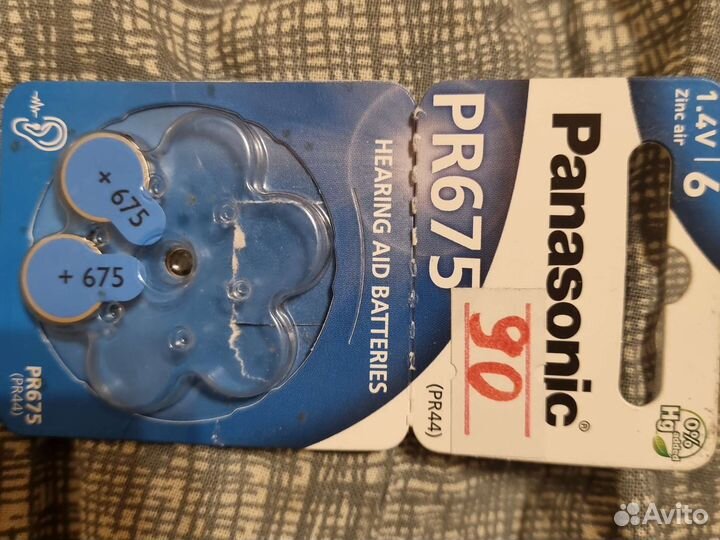 Panasonic®
1.4V | 6
Zinc air
PR675
(PR44)
90
0%
Hg
added
HEARING AID BATTERIES
+ 675
+ 675
PR675
(PR44)
Avito